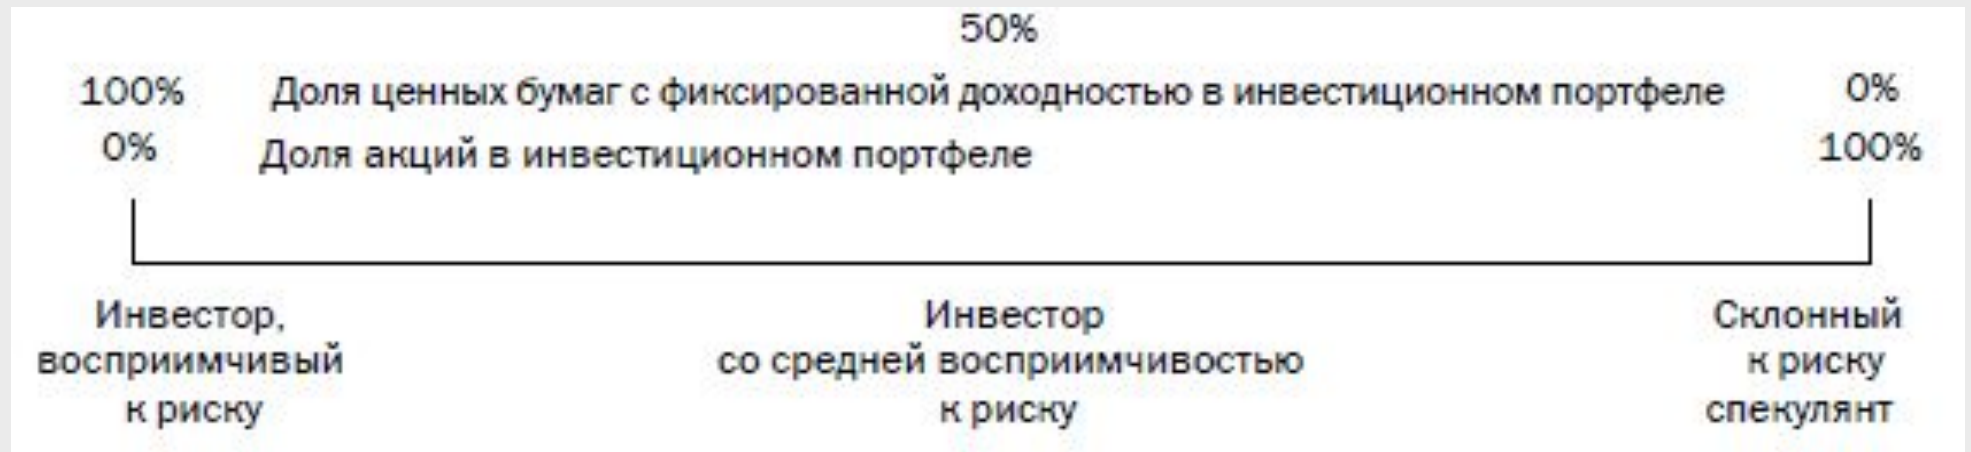 50%
100% Доля ценных бумаг с фиксированной доходностью в инвестиционном портфеле 0%
0% Доля акций в инвестиционном портфеле 100%
Инвестор, Инвестор Склонный
восприимчивый со средней восприимчивостью к риску
к риску к риску спекулянт